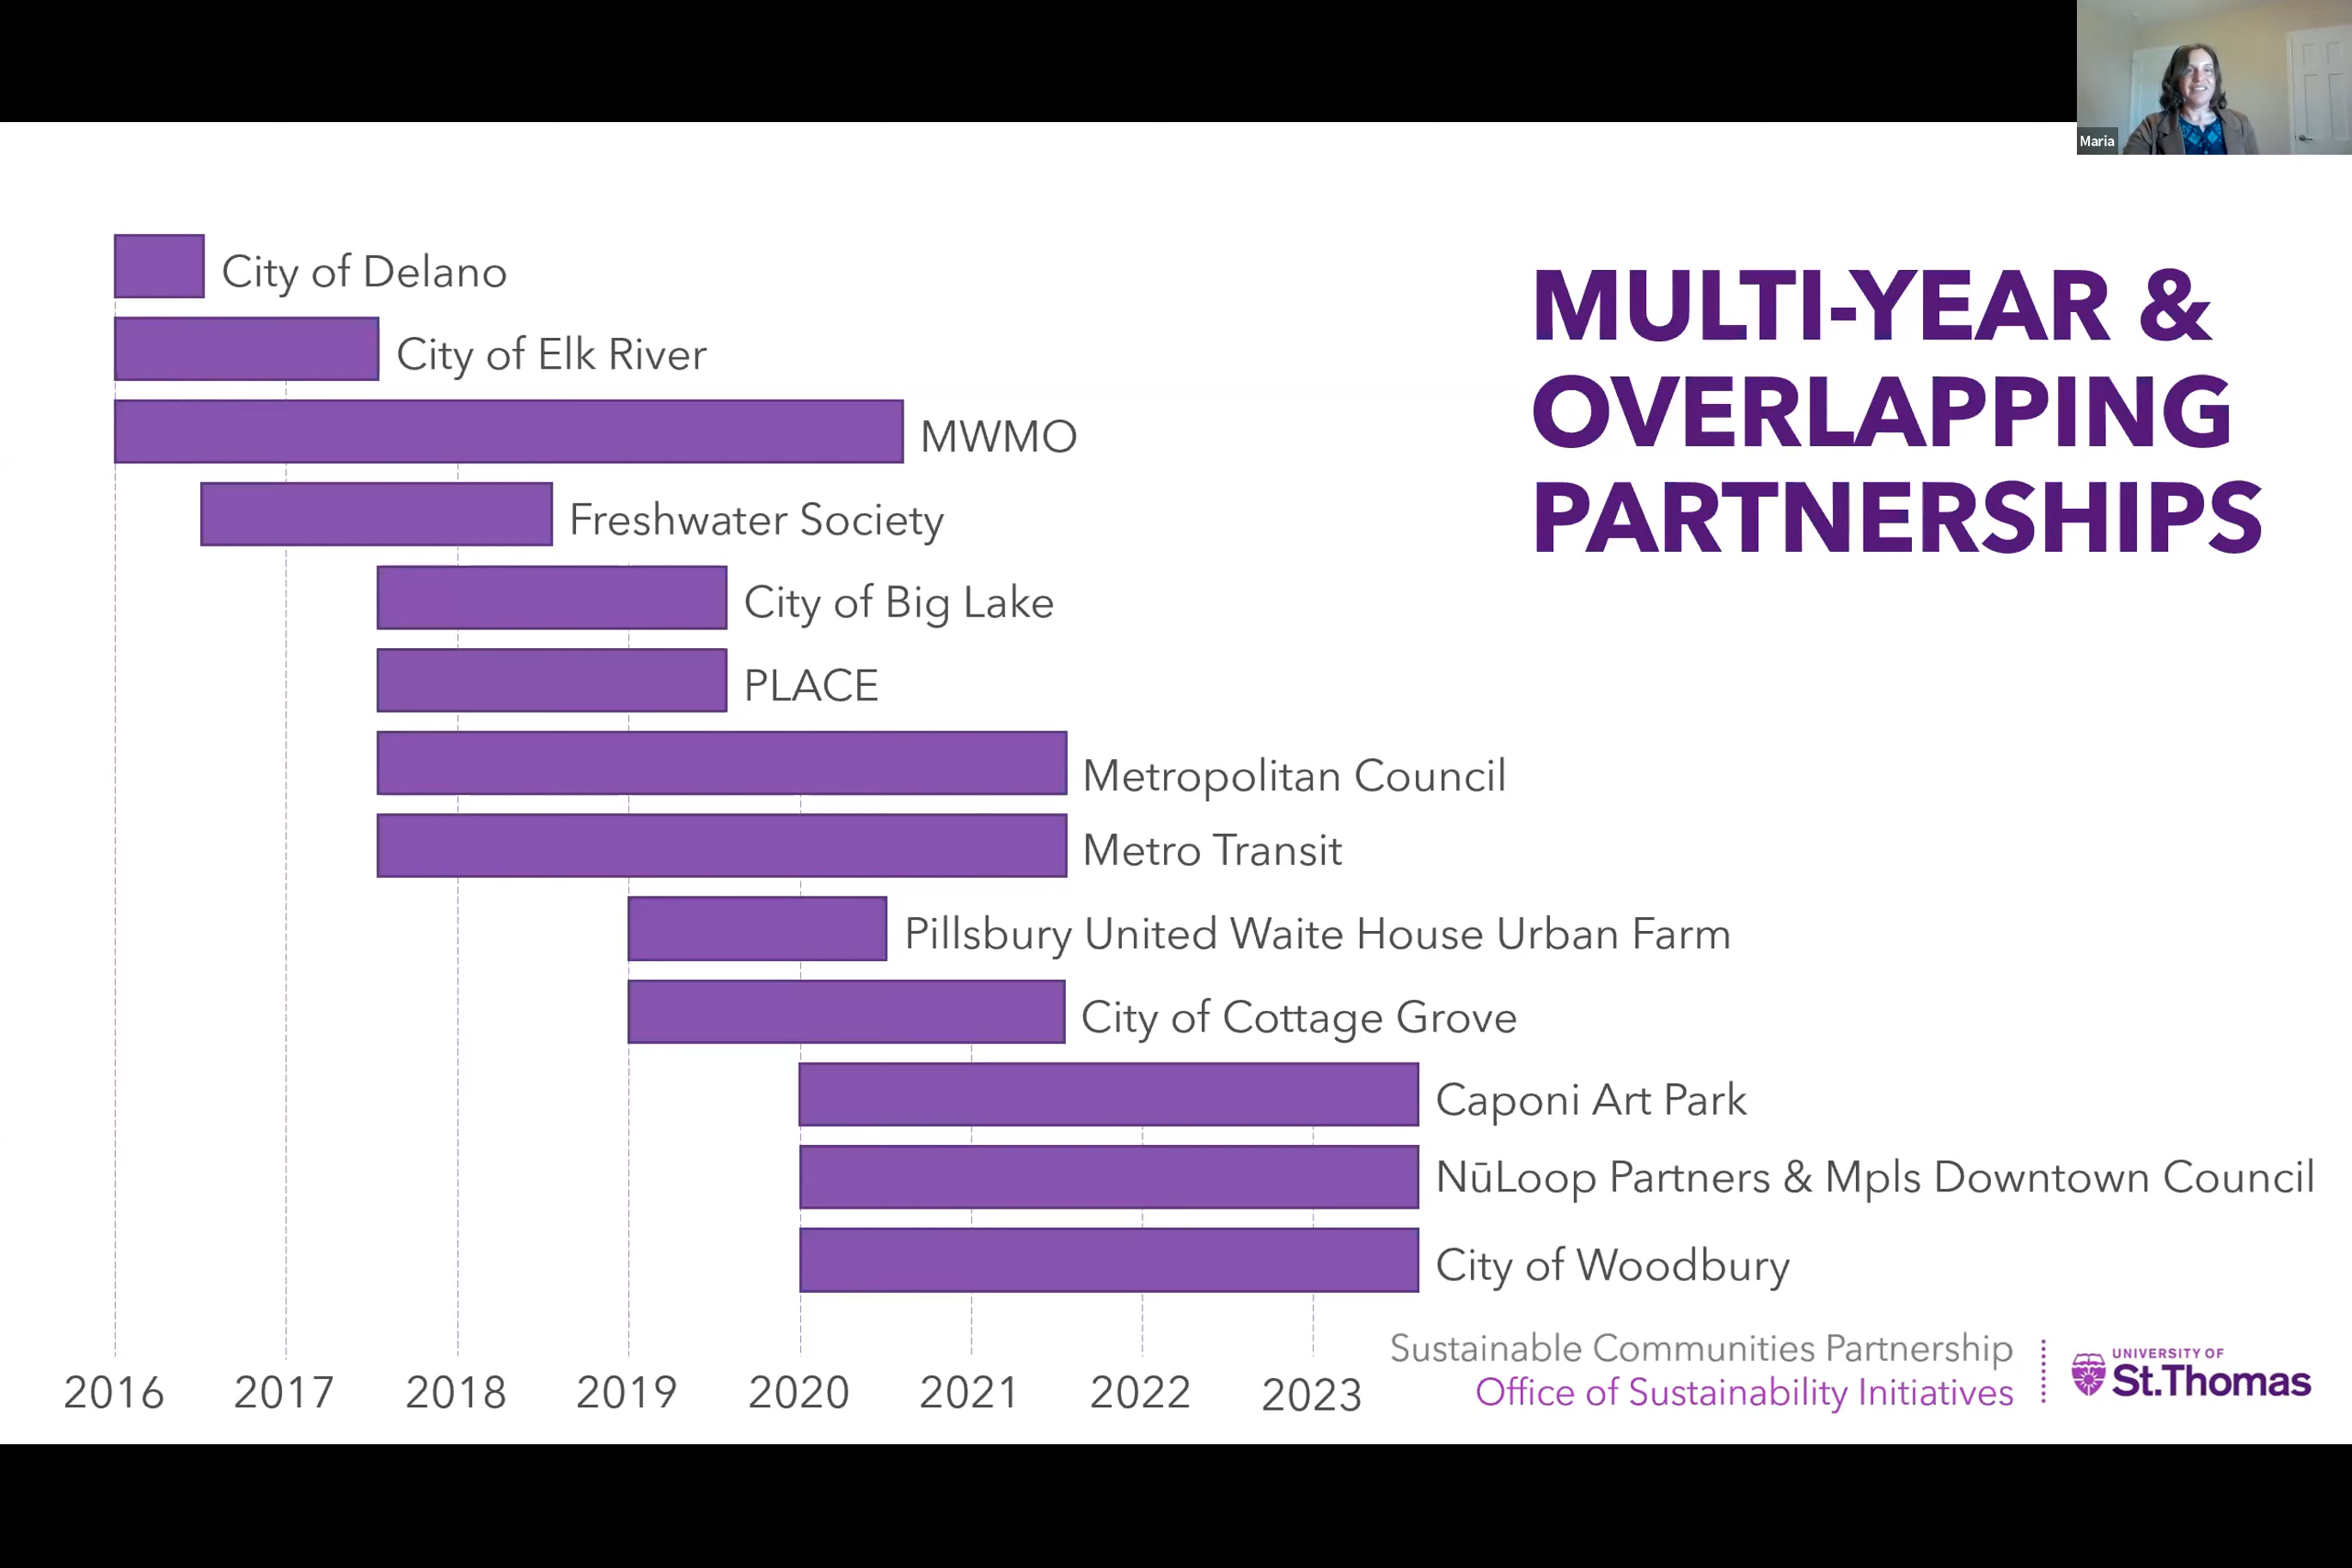 Maria
City of Delano
City of Elk River
MWMO
Freshwater Society
City of Big Lake
PLACE
Metropolitan Council
Metro Transit
Pillsbury United Waite House Urban Farm
City of Cottage Grove
Caponi Art Park
NūLoop Partners & Mpls Downtown Council
City of Woodbury
MULTI-YEAR &
OVERLAPPING
PARTNERSHIPS
2016 2017 2018 2019 2020 2021 2022 2023
Sustainable Communities Partnership
Office of Sustainability Initiatives
UNIVERSITY OF
St.Thomas